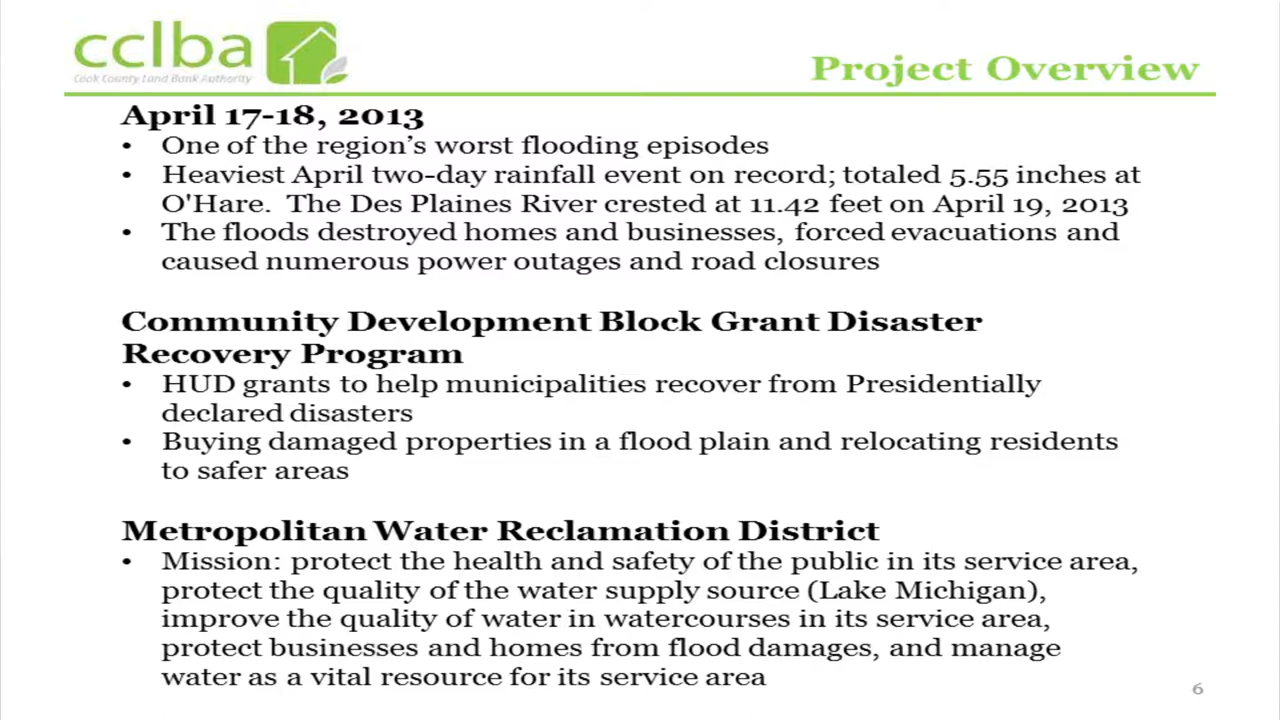 cclba
Cook County Land Bank Authority
Project Overview
April 17-18, 2013
• One of the region's worst flooding episodes
• Heaviest April two-day rainfall event on record; totaled 5.55 inches at
O'Hare.  The Des Plaines River crested at 11.42 feet on April 19, 2013
• The floods destroyed homes and businesses, forced evacuations and
caused numerous power outages and road closures
Community Development Block Grant Disaster
Recovery Program
• HUD grants to help municipalities recover from Presidentially
declared disasters
• Buying damaged properties in a flood plain and relocating residents
to safer areas
Metropolitan Water Reclamation District
• Mission: protect the health and safety of the public in its service area,
protect the quality of the water supply source (Lake Michigan),
improve the quality of water in watercourses in its service area,
protect businesses and homes from flood damages, and manage
water as a vital resource for its service area
6